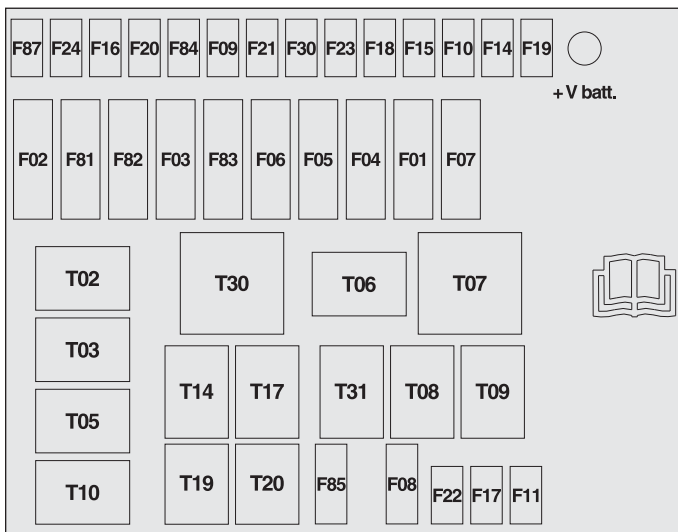 F87 F24 F16 F20 F84 F09 F21 F30 F23 F18 F15 F10 F14 F19
+ V batt.
F02 F81 F82 F03 F83 F06 F05 F04 F01 F07
T02 T30 T06 T07
T03
T14 T17 T31 T08 T09
T05
T10 T19 T20 F85 F08 F22 F17 F11